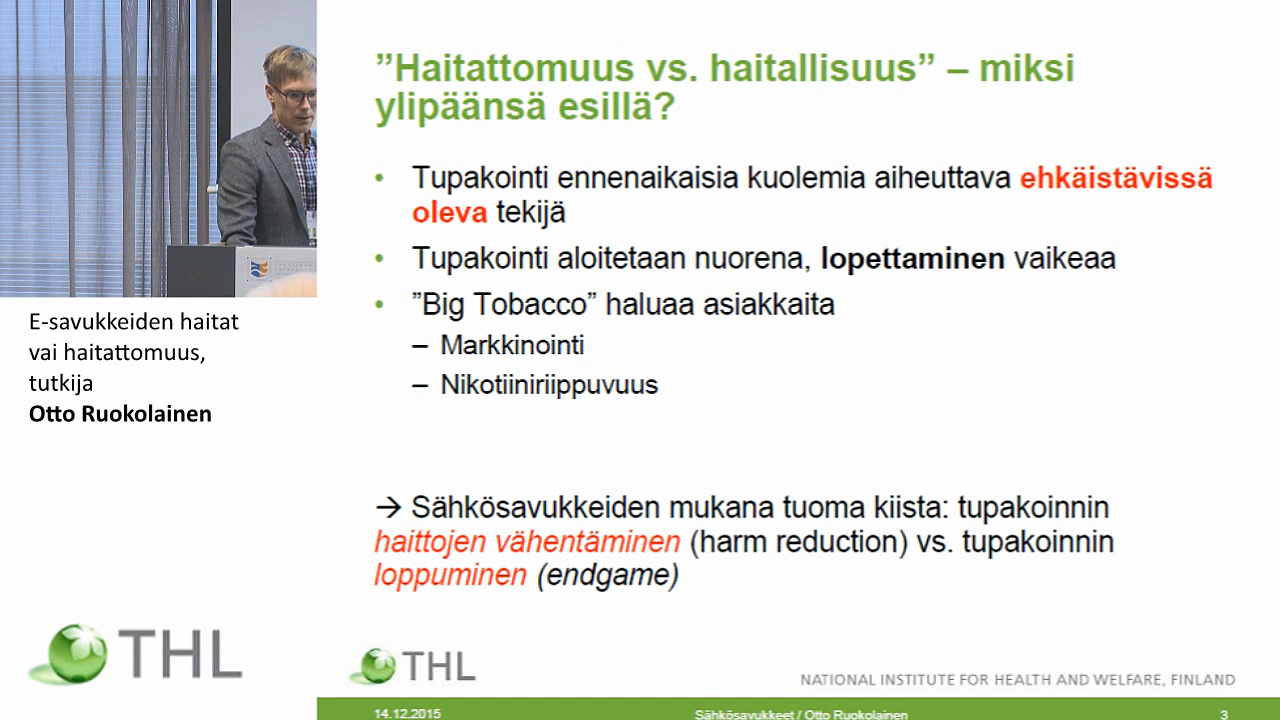 ”Haitattomuus vs. haitallisuus” – miksi
ylipäänsä esillä?
• Tupakointi ennenaikaisia kuolemia aiheuttava ehkäistävissä
oleva tekijä
• Tupakointi aloitetaan nuorena, lopettaminen vaikeaa
• ”Big Tobacco” haluaa asiakkaita
– Markkinointi
– Nikotiiniriippuvuus
→ Sähkösavukkeiden mukana tuoma kiista: tupakoinnin
haittojen vähentäminen (harm reduction) vs. tupakoinnin
loppuminen (endgame)
E-savukkeiden haitat
vai haitattomuus,
tutkija
Otto Ruokolainen
THL
THL
NATIONAL INSTITUTE FOR HEALTH AND WELFARE, FINLAND
14.12.2015
Sähkösavukkeet / Otto Ruokolainen
3